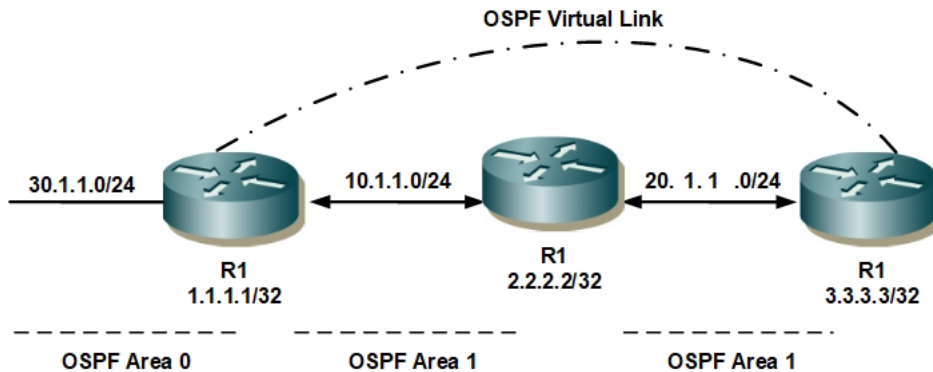 OSPF Virtual Link
30.1.1.0/24
10.1.1.0/24
20. 1. 1 .0/24
R1
1.1.1.1/32
R1
2.2.2.2/32
R1
3.3.3.3/32
OSPF Area 0
OSPF Area 1
OSPF Area 1